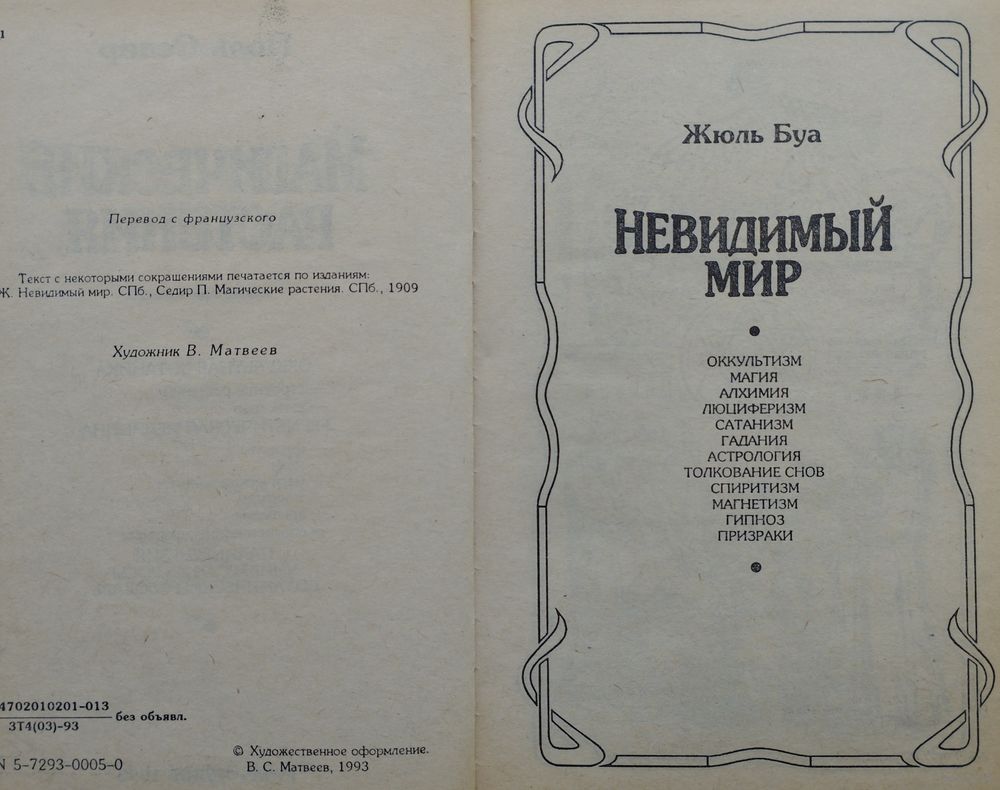 1
Перевод с французского
Текст с некоторыми сокращениями печатается по изданиям:
Ж. Невидимый мир. СПб., Седир П. Магические растения. СПб., 1909
Художник В. Матвеев
4702010201-013
3Т4(03)-93
без объявл.
N 5-7293-0005-0
© Художественное оформление.
В. С. Матвеев, 1993
Жюль Буа
НЕВИДИМЫЙ
МИР
ОККУЛЬТИЗМ
МАГИЯ
АЛХИМИЯ
ЛЮЦИФЕРИЗМ
САТАНИЗМ
ГАДАНИЯ
АСТРОЛОГИЯ
ТОЛКОВАНИЕ СНОВ
СПИРИТИЗМ
МАГНЕТИЗМ
ГИПНОЗ
ПРИЗРАКИ